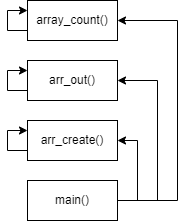 array_count()
arr_out()
arr_create()
main()